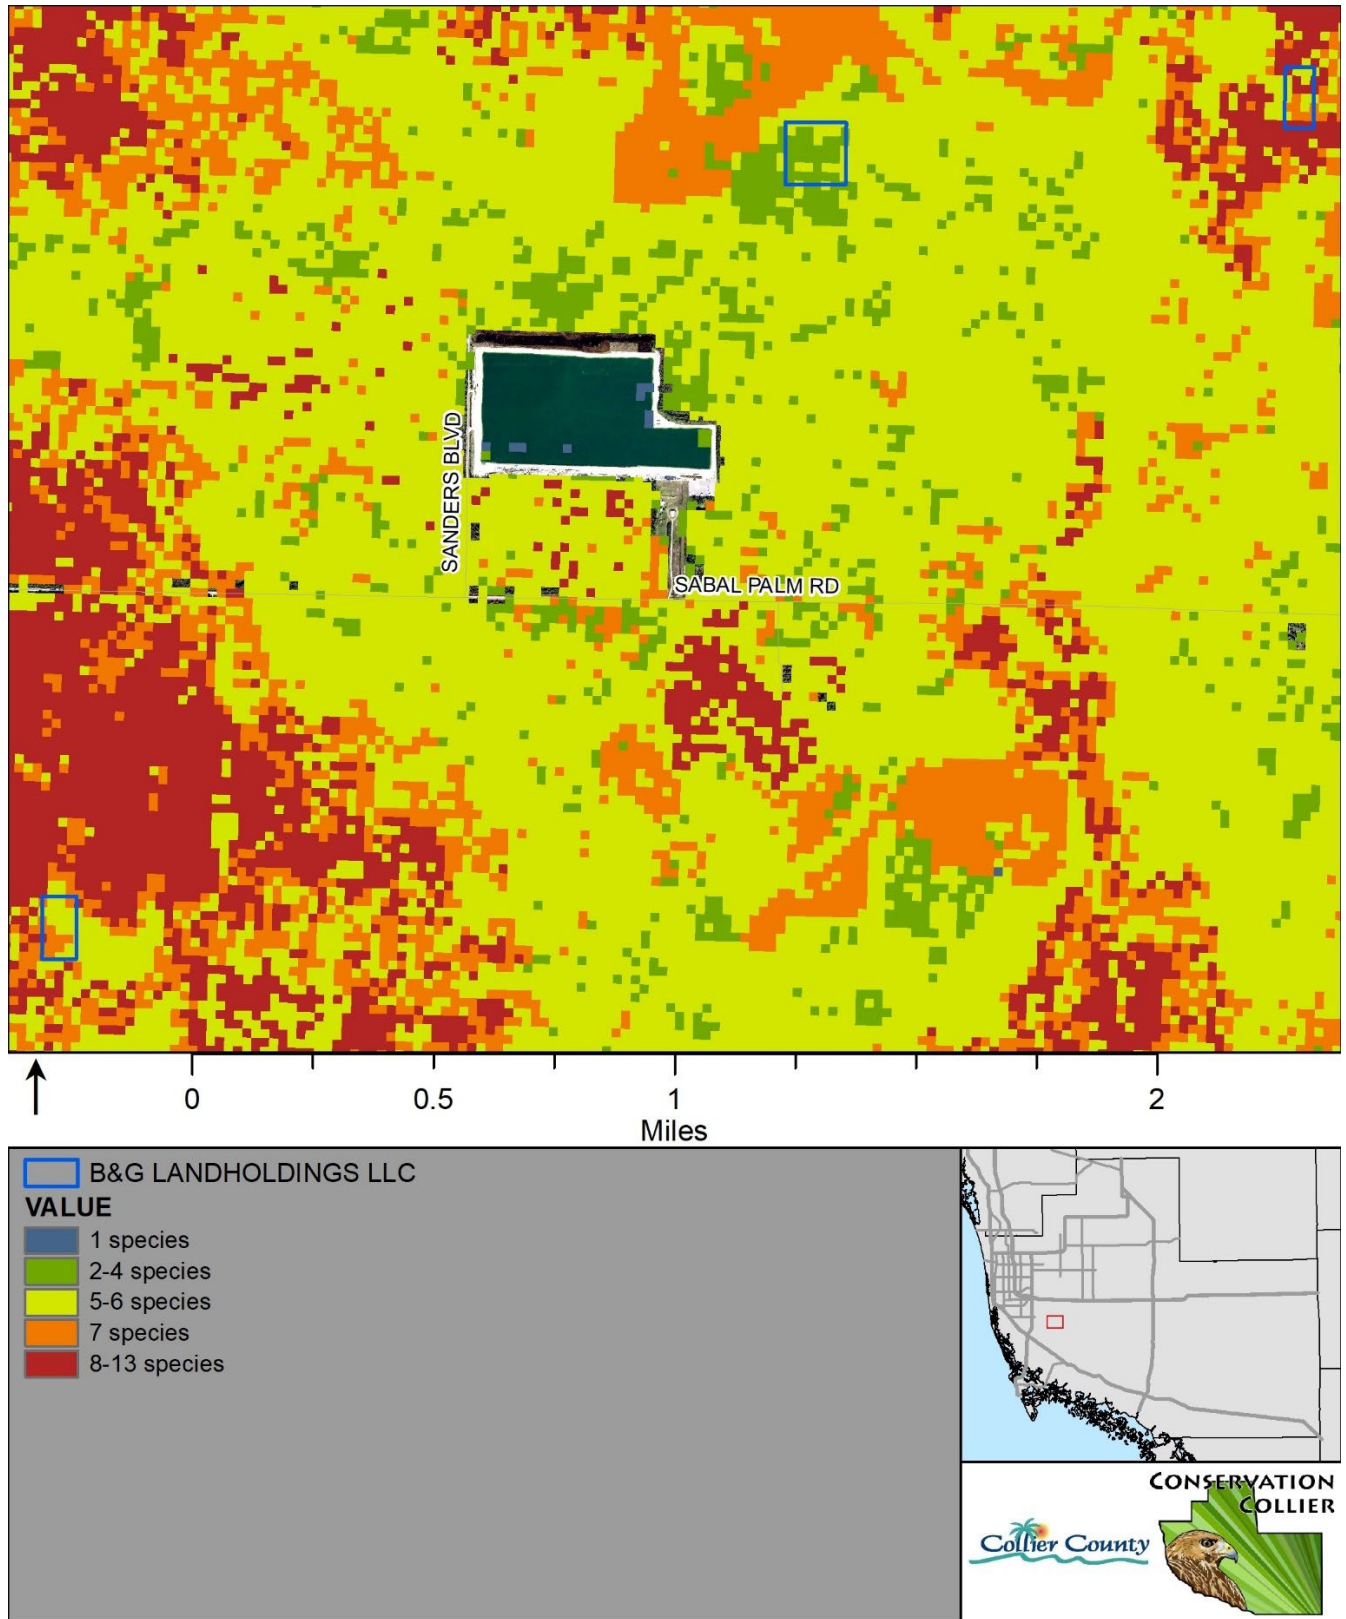 SANDERS BLVD
SABAL PALM RD
0 0.5 1 2
Miles
B&G LANDHOLDINGS LLC
VALUE
1 species
2-4 species
5-6 species
7 species
8-13 species
CONSERVATION
COLLIER
Collier County